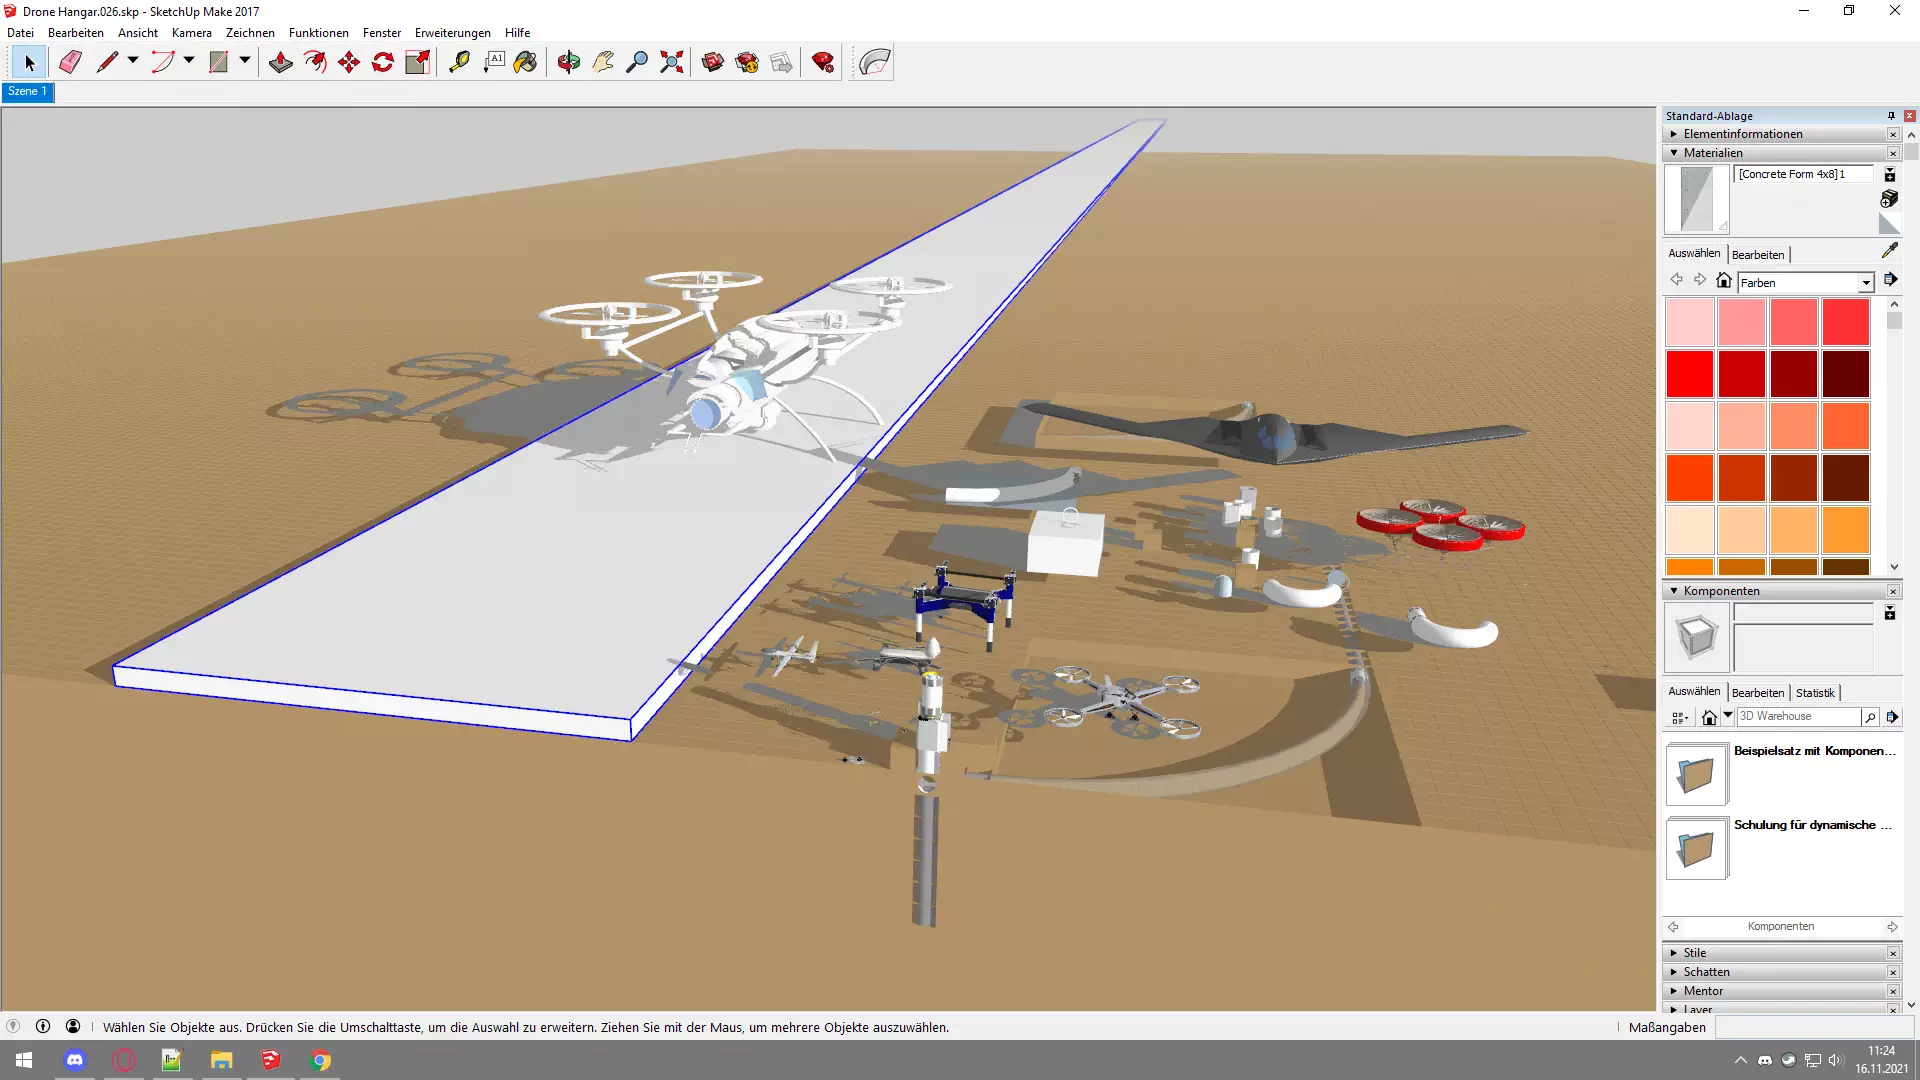 Drone Hangar.026.skp - SketchUp Make 2017
Datei Bearbeiten Ansicht Kamera Zeichnen Funktionen Fenster Erweiterungen Hilfe
A1
Szene 1
Standard-Ablage
Elementinformationen
Materialien
[Concrete Form 4x8]1
Auswählen Bearbeiten
Farben
Komponenten
Auswählen Bearbeiten Statistik
3D Warehouse
Beispielsatz mit Komponen...
Schulung für dynamische ...
Komponenten
Stile
Schatten
Mentor
Layer
Wählen Sie Objekte aus. Drücken Sie die Umschalttaste, um die Auswahl zu erweitern. Ziehen Sie mit der Maus, um mehrere Objekte auszuwählen.
Maßangaben
11:24
16.11.2021